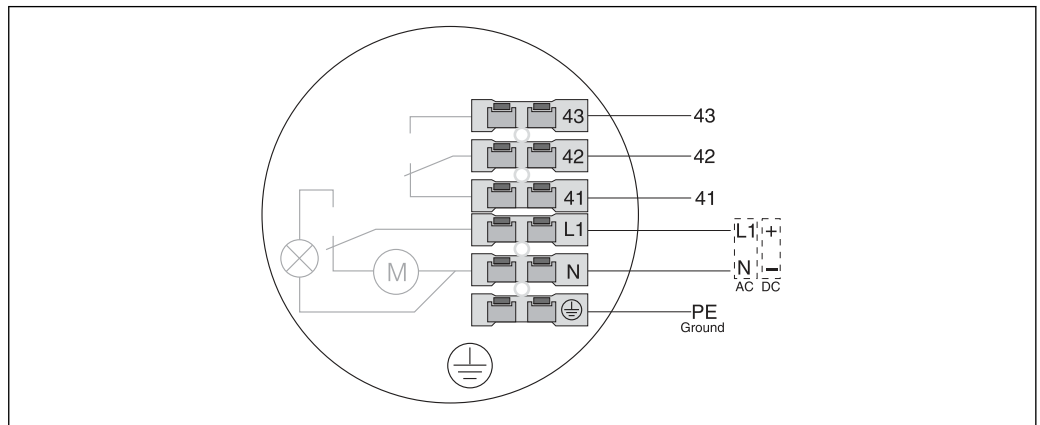 43 43
42 42
41 41
L1 L1 +
M N N –
AC DC
PE
Ground